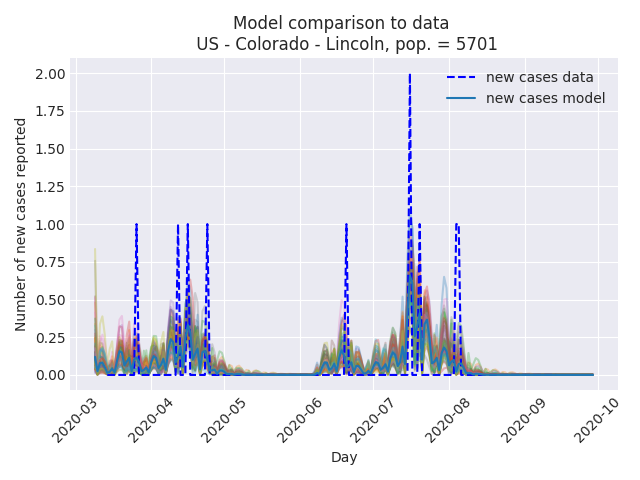 Model comparison to data
US - Colorado - Lincoln, pop. = 5701
new cases data
new cases model
Number of new cases reported
2.00
1.75
1.50
1.25
1.00
0.75
0.50
0.25
0.00
2020-03
2020-04
2020-05
2020-06
2020-07
2020-08
2020-09
2020-10
Day